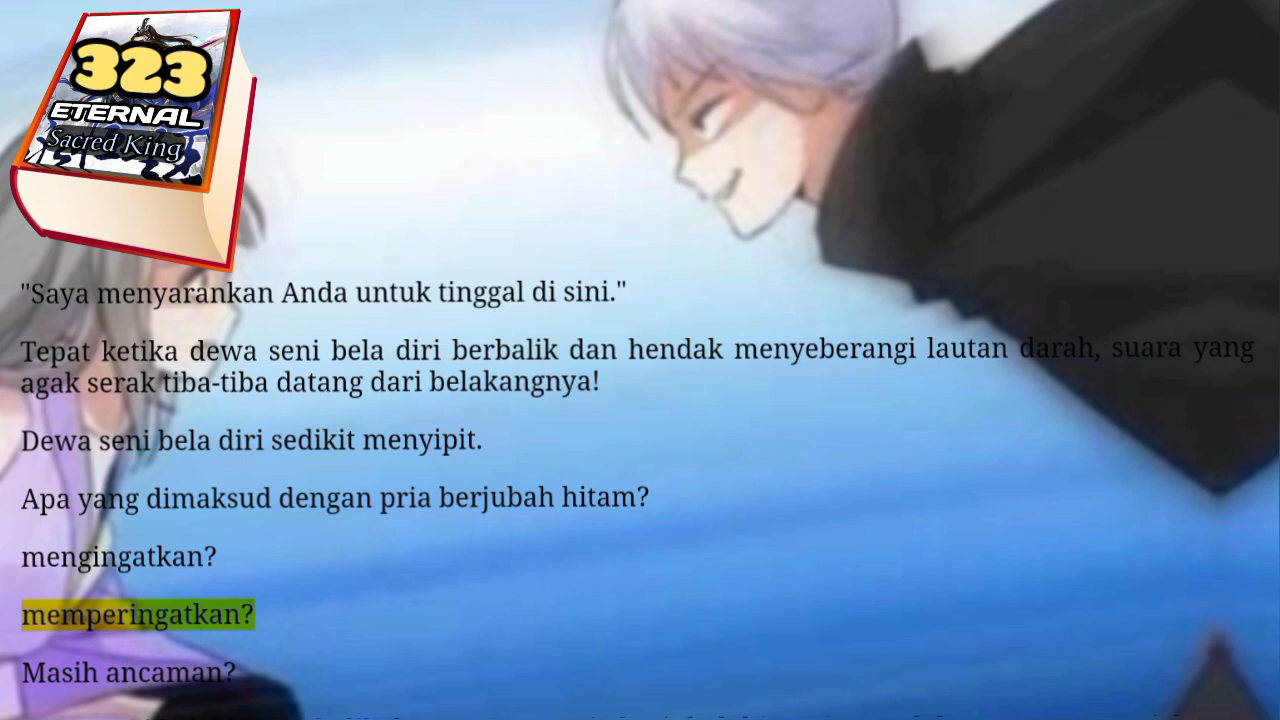 323
ETERNAL
Sacred King
"Saya menyarankan Anda untuk tinggal di sini."
Tepat ketika dewa seni bela diri berbalik dan hendak menyeberangi lautan darah, suara yang
agak serak tiba-tiba datang dari belakangnya!
Dewa seni bela diri sedikit menyipit.
Apa yang dimaksud dengan pria berjubah hitam?
mengingatkan?
memperingatkan?
Masih ancaman?